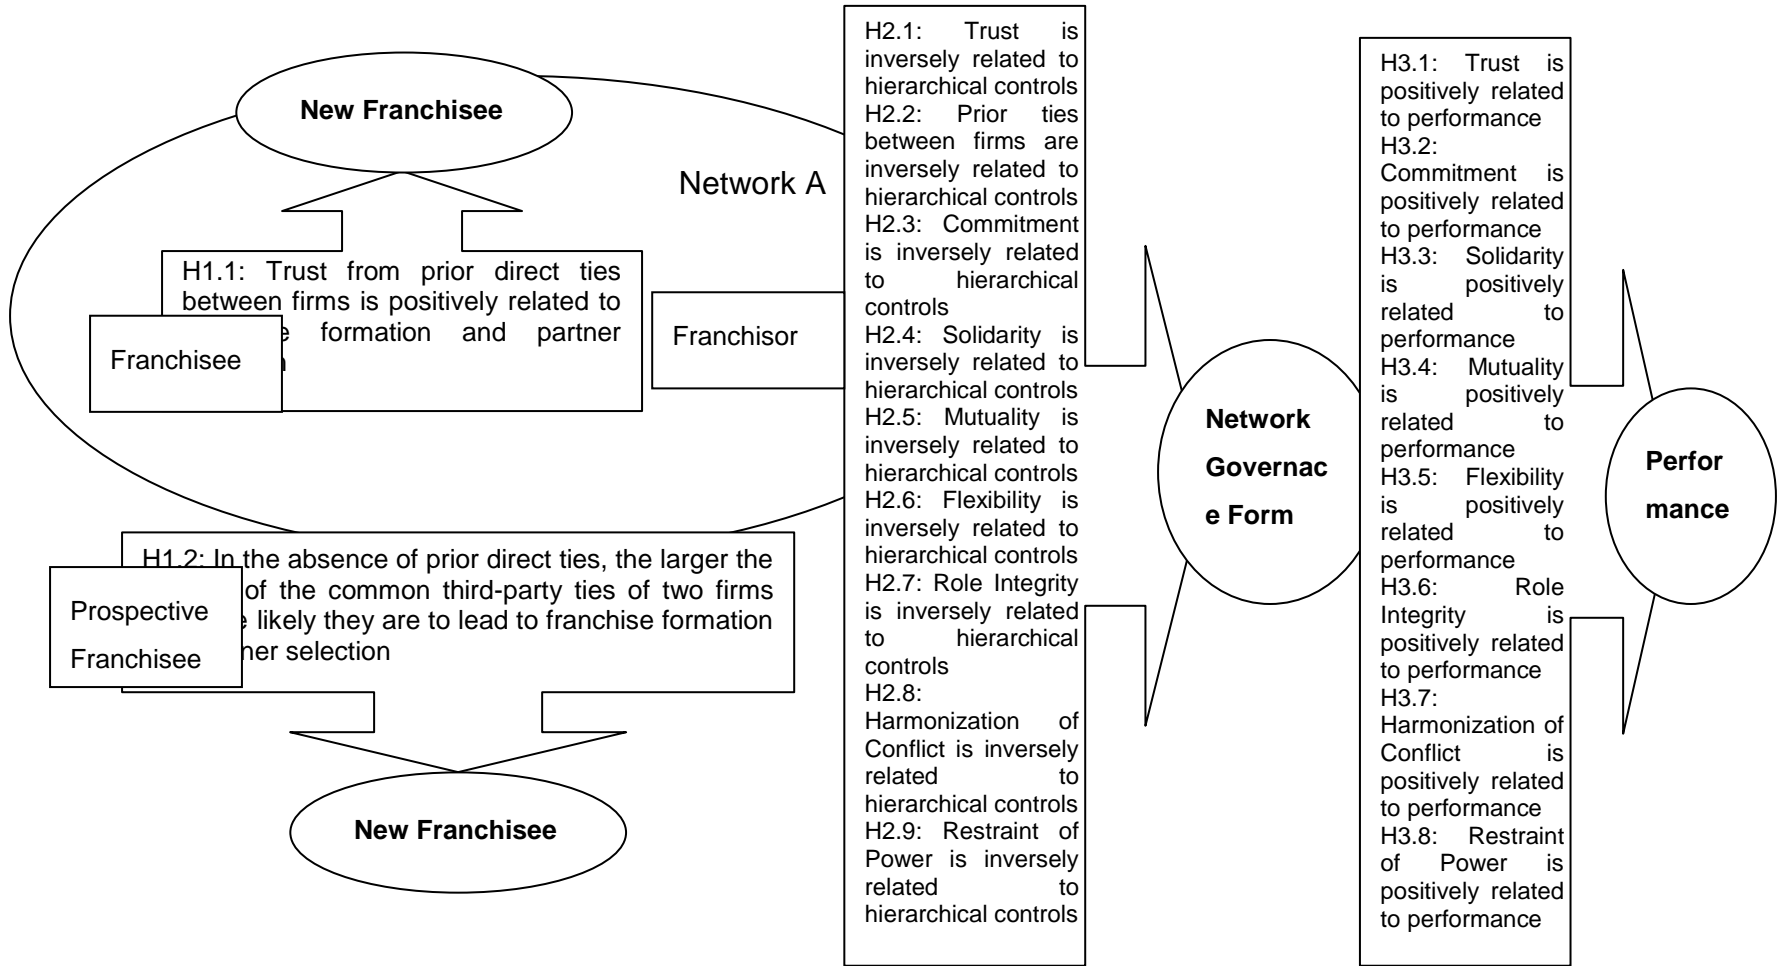 New Franchisee
Network A
H1.1: Trust from prior direct ties
between firms is positively related to
formation and partner
Franchisee
Franchisor
H1.2: In the absence of prior direct ties, the larger the
of the common third-party ties of two firms
likely they are to lead to franchise formation
selection
Prospective
Franchisee
New Franchisee
H2.1: Trust is
inversely related to
hierarchical controls
H2.2: Prior ties
between firms are
inversely related to
hierarchical controls
H2.3: Commitment
is inversely related
to hierarchical
controls
H2.4: Solidarity is
inversely related to
hierarchical controls
H2.5: Mutuality is
inversely related to
hierarchical controls
H2.6: Flexibility is
inversely related to
hierarchical controls
H2.7: Role Integrity
is inversely related
to hierarchical
controls
H2.8:
Harmonization of
Conflict is inversely
related to
hierarchical controls
H2.9: Restraint of
Power is inversely
related to
hierarchical controls
Network
Governac
e Form
H3.1: Trust is
positively related
to performance
H3.2:
Commitment is
positively related
to performance
H3.3: Solidarity
is positively
related to
performance
H3.4: Mutuality
is positively
related to
performance
H3.5: Flexibility
is positively
related to
performance
H3.6: Role
Integrity is
positively related
to performance
H3.7:
Harmonization of
Conflict is
positively related
to performance
H3.8: Restraint
of Power is
positively related
to performance
Perfor
mance